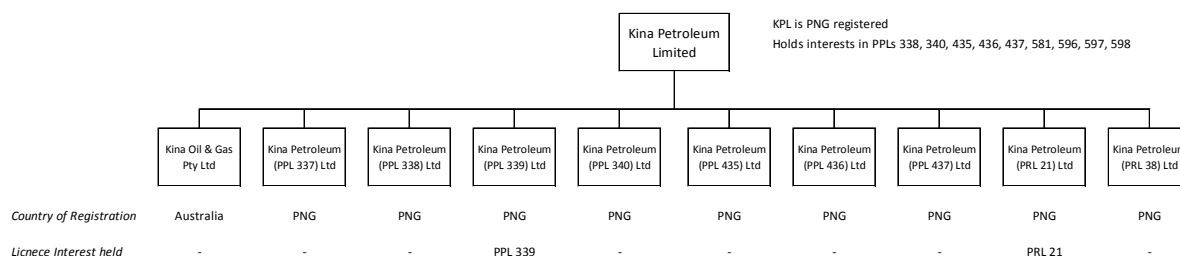 Kina Petroleum
Limited
KPL is PNG registered
Holds interests in PPLs 338, 340, 435, 436, 437, 581, 596, 597, 598
Kina Oil & Gas
Pty Ltd
Kina Petroleum
(PPL 337) Ltd
Kina Petroleum
(PPL 338) Ltd
Kina Petroleum
(PPL 339) Ltd
Kina Petroleum
(PPL 340) Ltd
Kina Petroleum
(PPL 435) Ltd
Kina Petroleum
(PPL 436) Ltd
Kina Petroleum
(PPL 437) Ltd
Kina Petroleum
(PRL 21) Ltd
Kina Petroleum
(PRL 38) Ltd
Country of Registration Australia PNG PNG PNG PNG PNG PNG PNG PNG PNG
Licnece Interest held - - - PPL 339 - - - - PRL 21 -